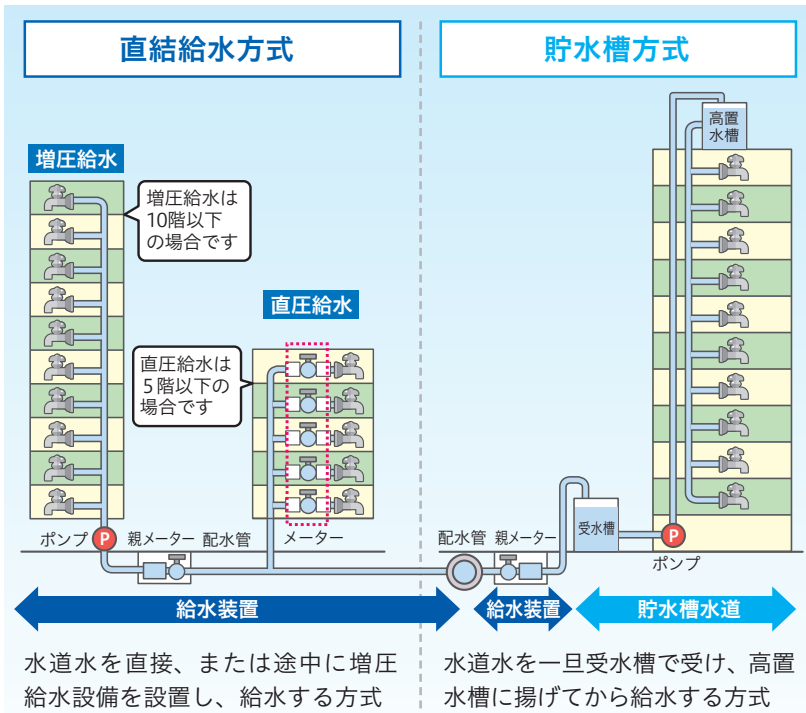 直結給水方式
増圧給水
増圧給水は
10階以下
の場合です
直圧給水
直圧給水は
5階以下の
場合です
ポンプ
P
親メーター
配水管
メーター
給水装置
水道水を直接、または途中に増圧
給水設備を設置し、給水する方式
貯水槽方式
高置
水槽
配水管
親メーター
受水槽
P
ポンプ
給水装置
貯水槽水道
水道水を一旦受水槽で受け、高置
水槽に揚げてから給水する方式